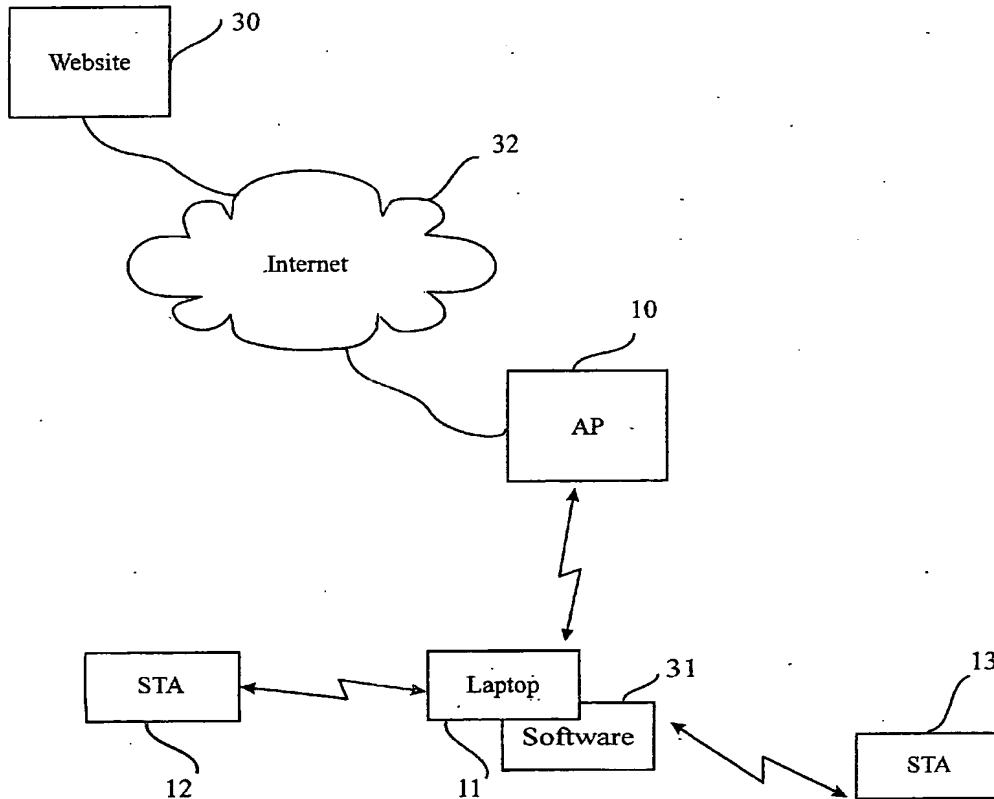 30
Website
32
Internet
10
AP
13
31
STA
Laptop
Software
STA
12
11